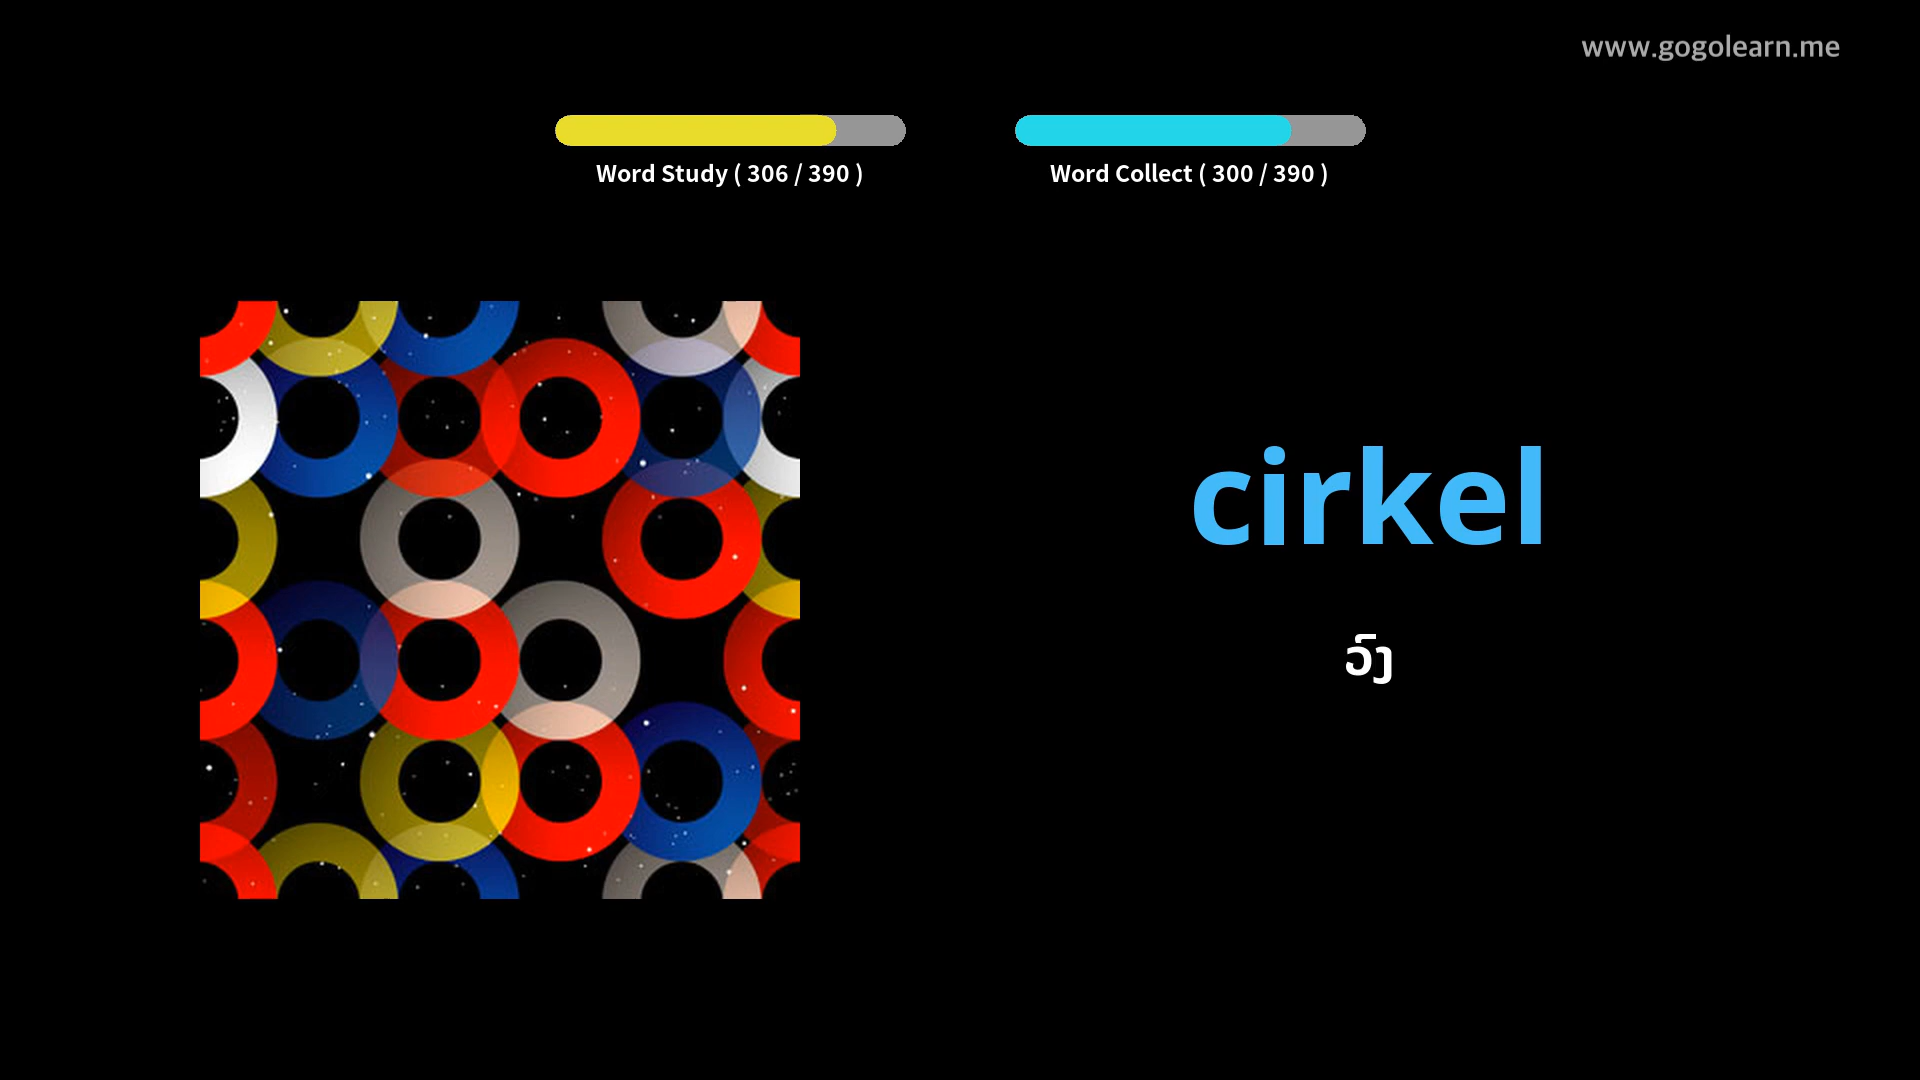 www.gogolearn.me
Word Study ( 306 / 390 )
Word Collect ( 300 / 390 )
cirkel
ວົງ